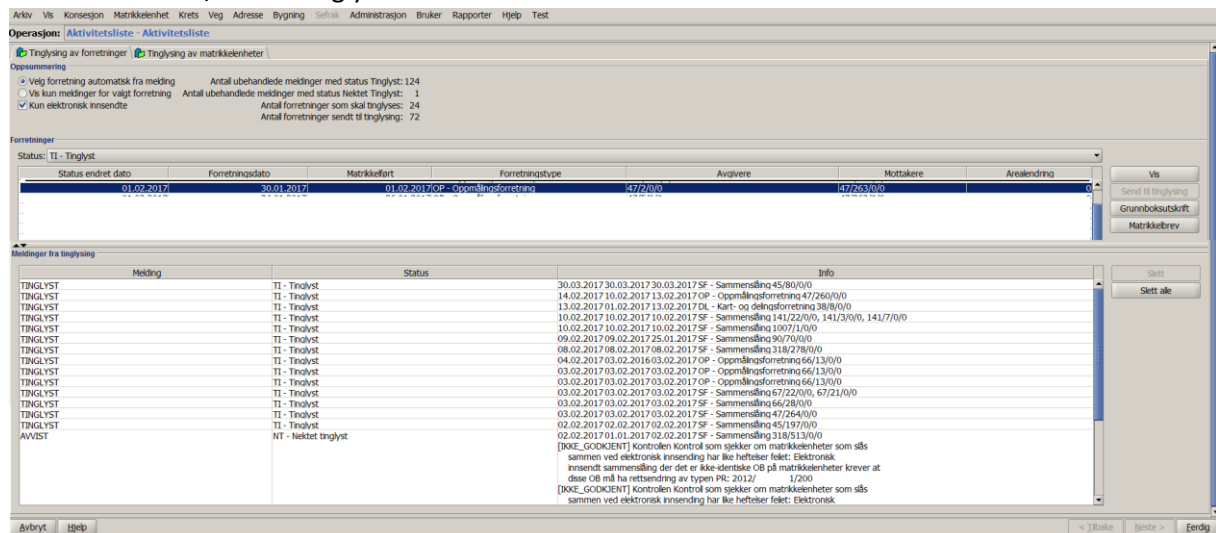 Arkiv Vis Konsesjon Matrikkelenhet Krets Veg Adresse Bygning Sefrak Administrasjon Bruker Rapporter Hjelp Test
Operasjon: Aktivitetsliste - Aktivitetsliste
Tinglysing av forretninger Tinglysing av matrikkelenheter
Oppsummering
Velg forretning automatisk fra melding Antall ubehandlede meldinger med status Tinglyst: 124
Vis kun meldinger for valgt forretning Antall ubehandlede meldinger med status Nektet Tinglyst: 1
Kun elektronisk innsendte Antall forretninger som skal tinglyses: 24
Antall forretninger sendt til tinglysing: 72
Forretninger
Status: TI - Tinglyst
Status endret dato Forretningsdato Matrikkelført Forretningstype Avgivere Mottakere Arealendring Vis
01.02.2017 30.01.2017 01.02.2017 OP - Oppmålingsforretning 47/2/0/0 47/263/0/0 0
Send til tinglysing
Grunnboksutskrift
Matrikkelbrev
Meldinger fra tinglysing
Melding Status Info Slett
TINGLYST TI - Tinglyst 30.03.2017 30.03.2017 30.03.2017 SF - Sammenslåing 45/80/0/0
Slett alle
TINGLYST TI - Tinglyst 14.02.2017 10.02.2017 13.02.2017 OP - Oppmålingsforretning 47/260/0/0
TINGLYST TI - Tinglyst 13.02.2017 01.02.2017 13.02.2017 DL - Kart- og delingsforretning 38/8/0/0
TINGLYST TI - Tinglyst 10.02.2017 10.02.2017 10.02.2017 SF - Sammenslåing 141/22/0/0, 141/3/0/0, 141/7/0/0
TINGLYST TI - Tinglyst 10.02.2017 10.02.2017 10.02.2017 SF - Sammenslåing 1007/1/0/0
TINGLYST TI - Tinglyst 09.02.2017 09.02.2017 25.01.2017 SF - Sammenslåing 90/70/0/0
TINGLYST TI - Tinglyst 08.02.2017 08.02.2017 08.02.2017 SF - Sammenslåing 318/278/0/0
TINGLYST TI - Tinglyst 04.02.2017 03.02.2016 03.02.2017 OP - Oppmålingsforretning 66/13/0/0
TINGLYST TI - Tinglyst 03.02.2017 03.02.2017 03.02.2017 OP - Oppmålingsforretning 66/13/0/0
TINGLYST TI - Tinglyst 03.02.2017 03.02.2017 03.02.2017 OP - Oppmålingsforretning 66/13/0/0
TINGLYST TI - Tinglyst 03.02.2017 03.02.2017 03.02.2017 SF - Sammenslåing 67/22/0/0, 67/21/0/0
TINGLYST TI - Tinglyst 03.02.2017 03.02.2017 03.02.2017 SF - Sammenslåing 66/28/0/0
TINGLYST TI - Tinglyst 03.02.2017 03.02.2017 03.02.2017 SF - Sammenslåing 47/264/0/0
TINGLYST TI - Tinglyst 02.02.2017 02.02.2017 02.02.2017 SF - Sammenslåing 45/197/0/0
AVVIST NT - Nektet tinglyst 02.02.2017 01.01.2017 02.02.2017 SF - Sammenslåing 318/513/0/0
[IKKE_GODKJENT] Kontrollen Kontroll som sjekker om matrikkelenheter som slås
sammen ved elektronisk innsending har like heftelser feilet: Elektronisk
innsendt sammenslåing der det er ikke-identiske OB på matrikkelenheter krever at
disse OB må ha rettsendring av typen PR: 2012/ 1/200
[IKKE_GODKJENT] Kontrollen Kontroll som sjekker om matrikkelenheter som slås
sammen ved elektronisk innsending har like heftelser feilet: Elektronisk
Avbryt Hjelp < Tilbake Neste > Ferdig